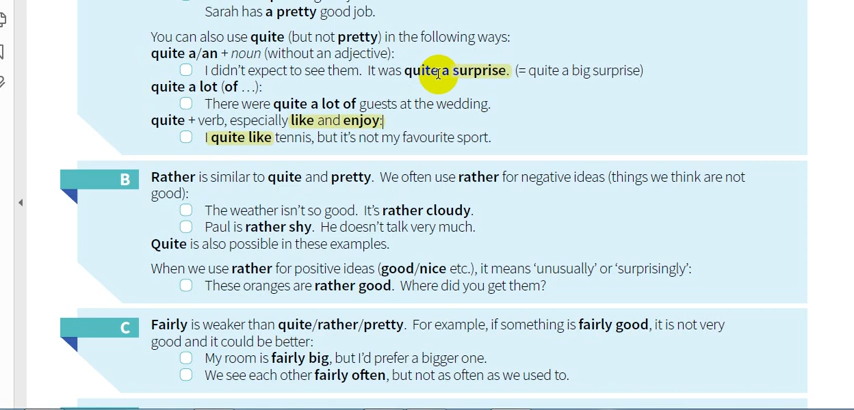 Sarah has a pretty good job.
You can also use quite (but not pretty) in the following ways:
quite a/an + noun (without an adjective):
I didn't expect to see them. It was quite a surprise. (= quite a big surprise)
quite a lot (of …):
There were quite a lot of guests at the wedding.
quite + verb, especially like and enjoy:
I quite like tennis, but it's not my favourite sport.
B
Rather is similar to quite and pretty. We often use rather for negative ideas (things we think are not
good):
The weather isn't so good. It's rather cloudy.
Paul is rather shy. He doesn't talk very much.
Quite is also possible in these examples.
When we use rather for positive ideas (good/nice etc.), it means 'unusually' or 'surprisingly':
These oranges are rather good. Where did you get them?
C
Fairly is weaker than quite/rather/pretty. For example, if something is fairly good, it is not very
good and it could be better:
My room is fairly big, but I'd prefer a bigger one.
We see each other fairly often, but not as often as we used to.